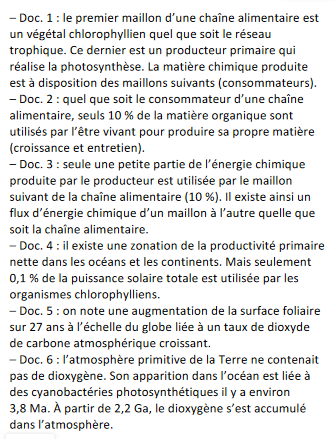 – Doc. 1 : le premier maillon d’une chaîne alimentaire est
un végétal chlorophyllien quel que soit le réseau
trophique. Ce dernier est un producteur primaire qui
réalise la photosynthèse. La matière chimique produite
est à disposition des maillons suivants (consommateurs).
– Doc. 2 : quel que soit le consommateur d’une chaîne
alimentaire, seuls 10 % de la matière organique sont
utilisés par l’être vivant pour produire sa propre matière
(croissance et entretien).
– Doc. 3 : seule une petite partie de l’énergie chimique
produite par le producteur est utilisée par le maillon
suivant de la chaîne alimentaire (10 %). Il existe ainsi un
flux d’énergie chimique d’un maillon à l’autre quelle que
soit la chaîne alimentaire.
– Doc. 4 : il existe une zonation de la productivité primaire
nette dans les océans et les continents. Mais seulement
0,1 % de la puissance solaire totale est utilisée par les
organismes chlorophylliens.
– Doc. 5 : on note une augmentation de la surface foliaire
sur 27 ans à l’échelle du globe liée à un taux de dioxyde
de carbone atmosphérique croissant.
– Doc. 6 : l’atmosphère primitive de la Terre ne contenait
pas de dioxygène. Son apparition dans l’océan est liée à
des cyanobactéries photosynthétiques il y a environ
3,8 Ma. À partir de 2,2 Ga, le dioxygène s’est accumulé
dans l’atmosphère.